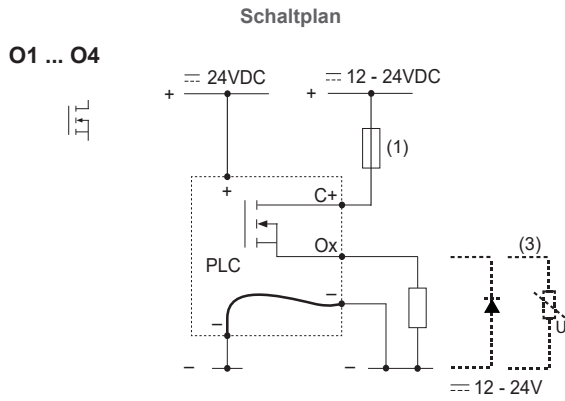 Schaltplan
O1 ... O4
24VDC
12 - 24VDC
+
+
(1)
+
C+
Ox
PLC
(3)
–
–
U
–
–
12 - 24V